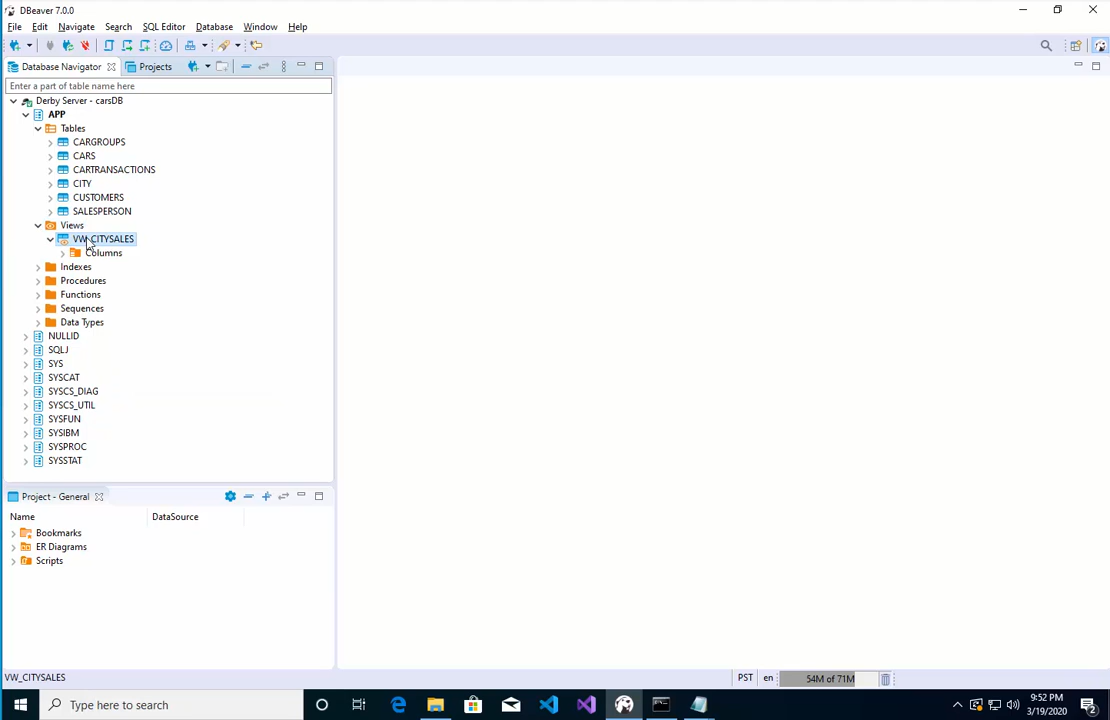 DBeaver 7.0.0
File Edit Navigate Search SQL Editor Database Window Help
Database Navigator Projects
Enter a part of table name here
Derby Server - carsDB
APP
Tables
CARGROUPS
CARS
CARTRANSACTIONS
CITY
CUSTOMERS
SALESPERSON
Views
VW_CITYSALES
Columns
Indexes
Procedures
Functions
Sequences
Data Types
NULLID
SQLJ
SYS
SYSCAT
SYSCS_DIAG
SYSCS_UTIL
SYSFUN
SYSIBM
SYSPROC
SYSSTAT
Project - General
Name DataSource
Bookmarks
ER Diagrams
Scripts
VW_CITYSALES PST en 54M of 71M
Type here to search
9:52 PM
3/19/2020
2